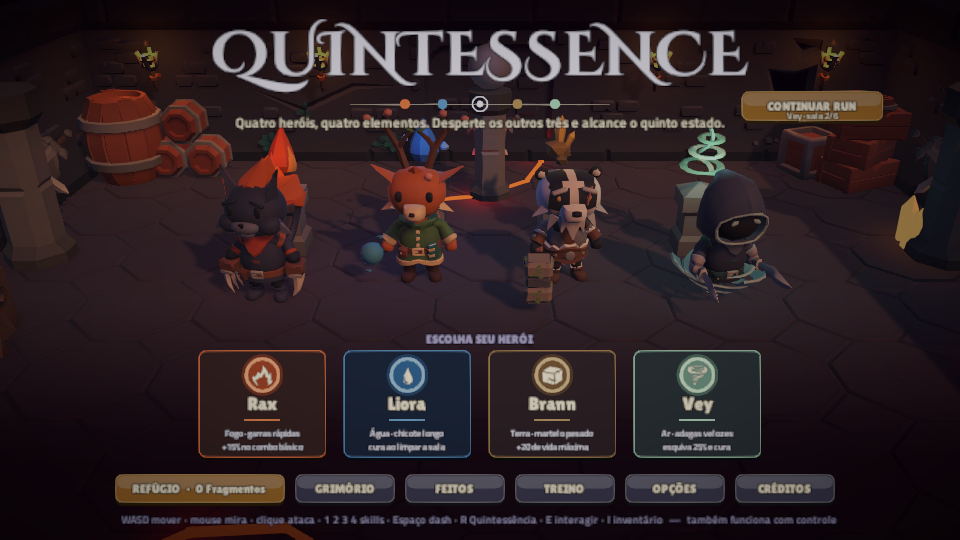 QUINTESSENCE
CONTINUAR RUN
Vey · sala 2/6
Quatro heróis, quatro elementos. Desperte os outros três e alcance o quinto estado.
ESCOLHA SEU HERÓI
Rax
Fogo · garras rápidas
+15% no combo básico
Liora
Água · chicote longo
cura ao limpar a sala
Brann
Terra · martelo pesado
+20 de vida máxima
Vey
Ar · adagas velozes
esquiva 25% e cura
REFÚGIO · 0 Fragmentos
GRIMÓRIO
FEITOS
TREINO
OPÇÕES
CRÉDITOS
WASD mover · mouse mira · clique ataca · 1 2 3 4 skills · Espaço dash · R Quintessência · E interagir · I inventário — também funciona com controle